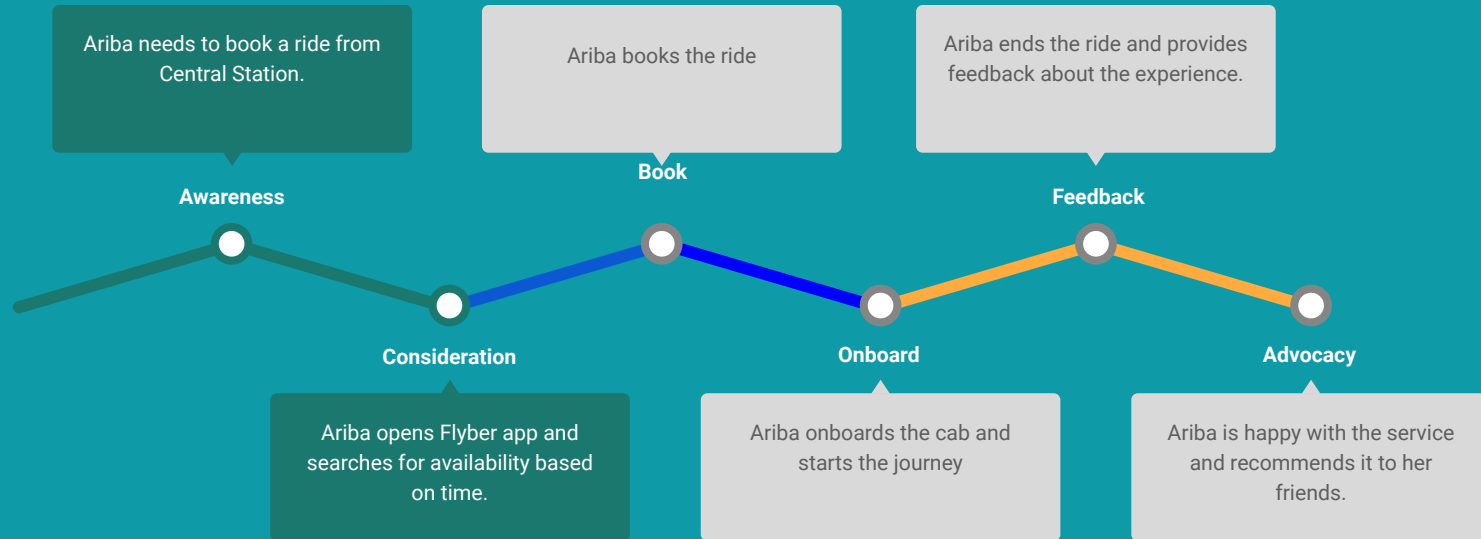 Ariba needs to book a ride from
Central Station.
Awareness
Ariba opens Flyber app and
searches for availability based
on time.
Consideration
Ariba books the ride
Book
Ariba onboards the cab and
starts the journey
Onboard
Ariba ends the ride and provides
feedback about the experience.
Feedback
Ariba is happy with the service
and recommends it to her
friends.
Advocacy